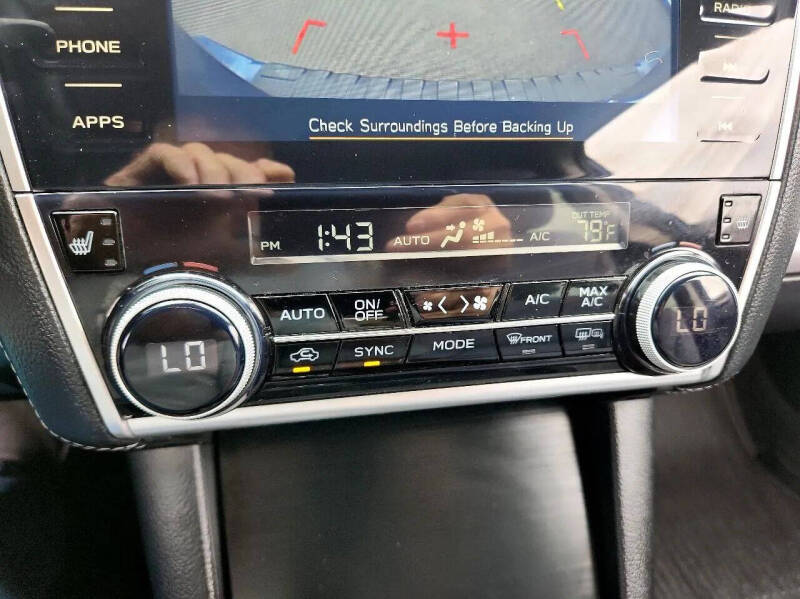 PHONE
RADIO
APPS
Check Surroundings Before Backing Up
PM 1:43 AUTO A/C OUT TEMP 79°F
AUTO ON/OFF A/C MAX A/C
LO LO
SYNC MODE FRONT